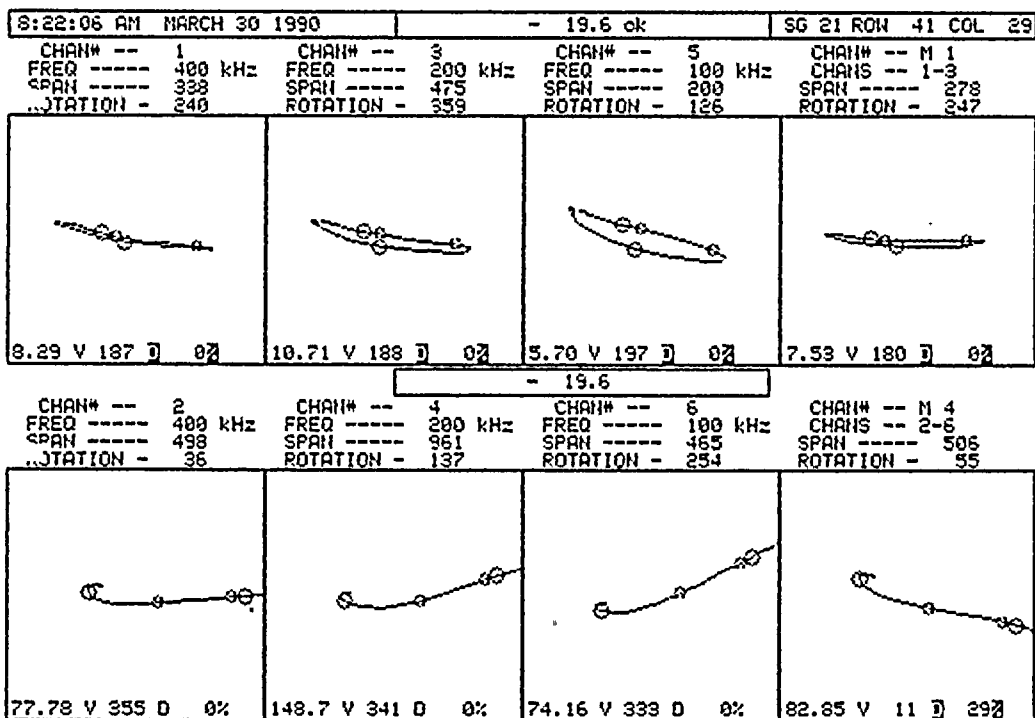 8:22:06 AM MARCH 30 1990 - 19.6 ok SG 21 ROW 41 COL 29
CHAN# -- 1 CHAN# -- 3 CHAN# -- 5 CHAN# -- M 1
FREQ ----- 400 kHz FREQ ----- 200 kHz FREQ ----- 100 kHz CHANS -- 1-3
SPAN ----- 338 SPAN ----- 475 SPAN ----- 200 SPAN ----- 278
..OTATION - 240 ROTATION - 359 ROTATION - 126 ROTATION - 247
8.29 V 187 D 0% 10.71 V 188 D 0% 5.70 V 197 D 0% 7.53 V 180 D 0%
- 19.6
CHAN# -- 2 CHAN# -- 4 CHAN# -- 6 CHAN# -- M 4
FREQ ----- 400 kHz FREQ ----- 200 kHz FREQ ----- 100 kHz CHANS -- 2-6
SPAN ----- 498 SPAN ----- 961 SPAN ----- 465 SPAN ----- 506
..OTATION - 36 ROTATION - 137 ROTATION - 254 ROTATION - 55
77.78 V 355 D 0% 148.7 V 341 D 0% 74.16 V 333 D 0% 82.85 V 11 D 29%